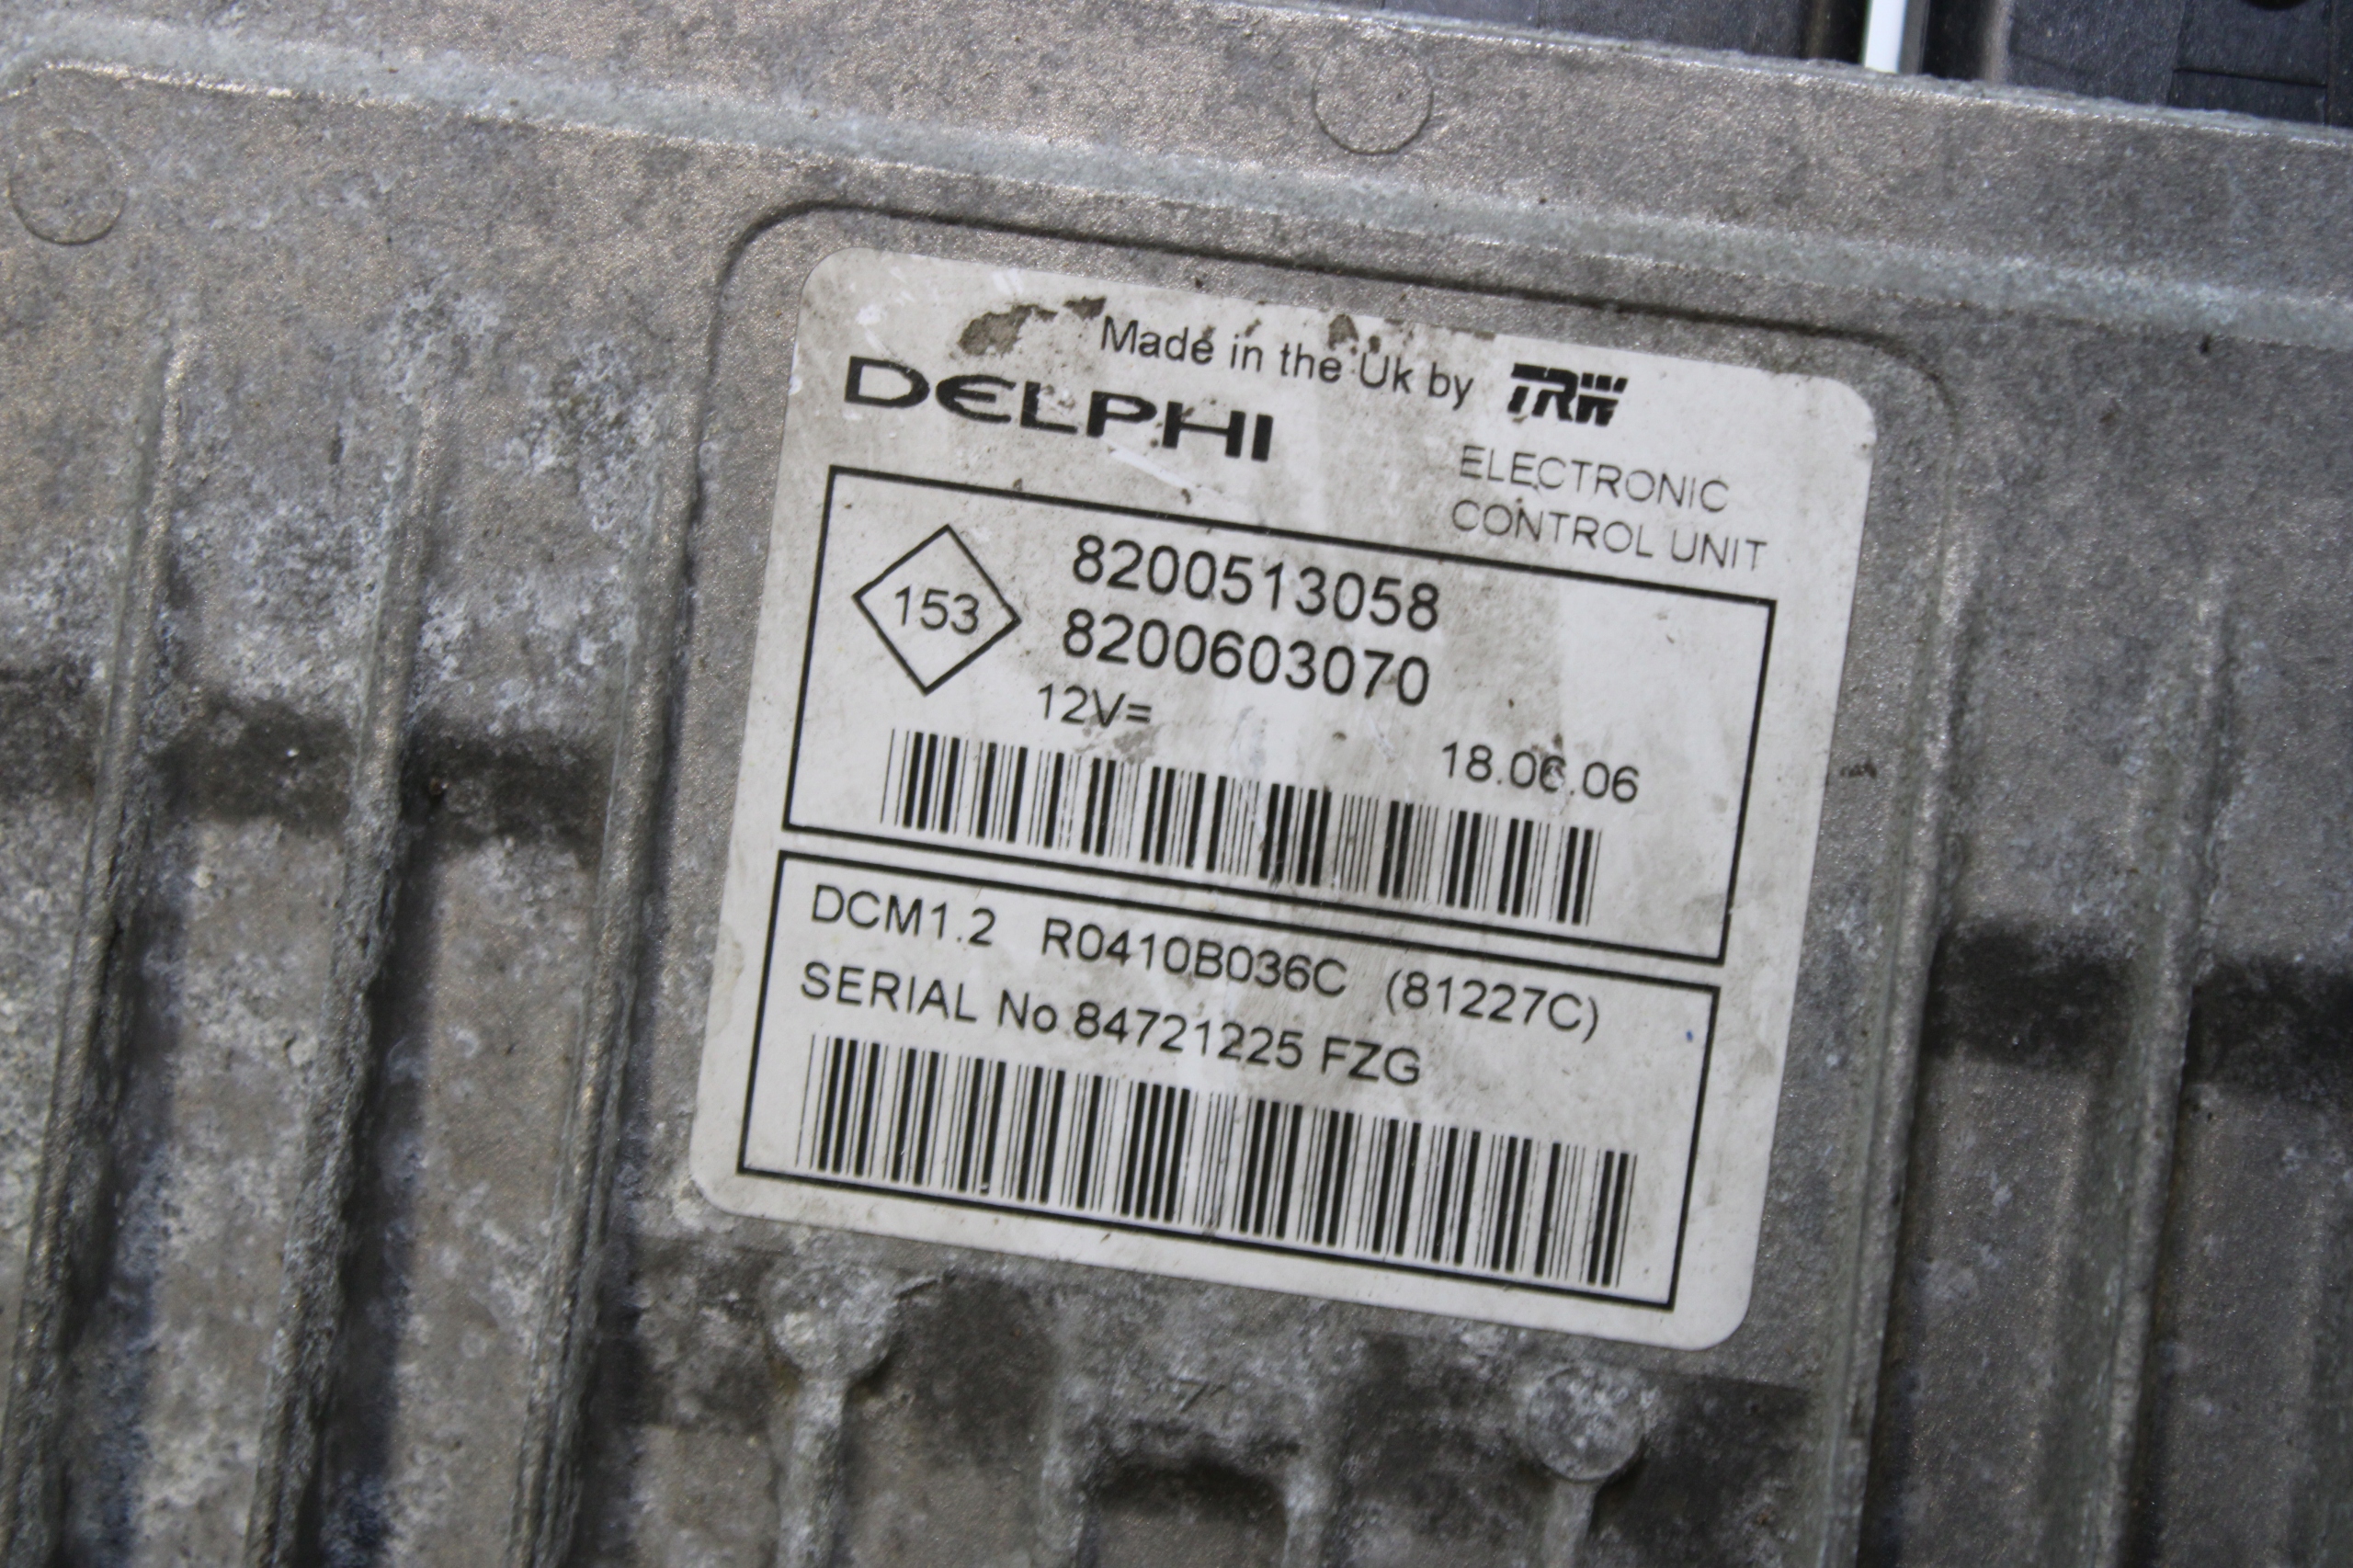 Made in the Uk by TRW
DELPHI
ELECTRONIC
CONTROL UNIT
153
8200513058
8200603070
12V=
18.06.06
DCM1.2 R0410B036C (81227C)
SERIAL No 84721225 FZG